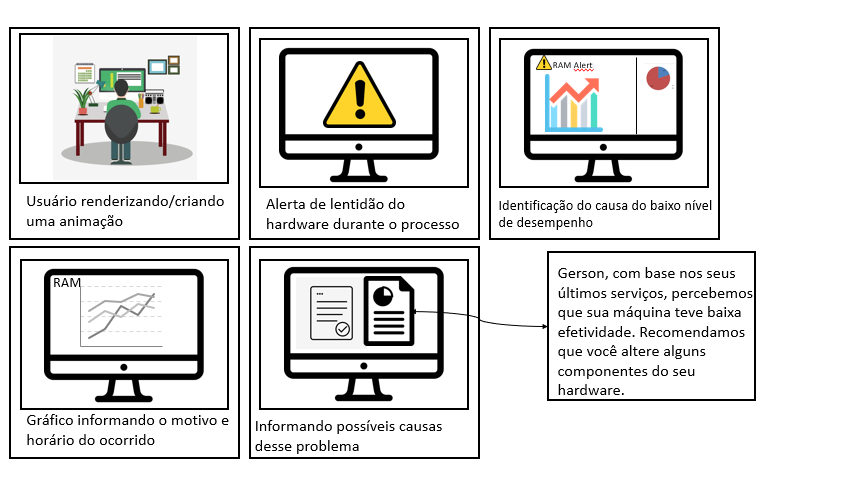 Usuário renderizando/criando
uma animação
Alerta de lentidão do
hardware durante o processo
RAM Alert
Identificação do causa do baixo nível
de desempenho
RAM
Gráfico informando o motivo e
horário do ocorrido
Informando possíveis causas
desse problema
Gerson, com base nos seus
últimos serviços, percebemos
que sua máquina teve baixa
efetividade. Recomendamos
que você altere alguns
componentes do seu
hardware.